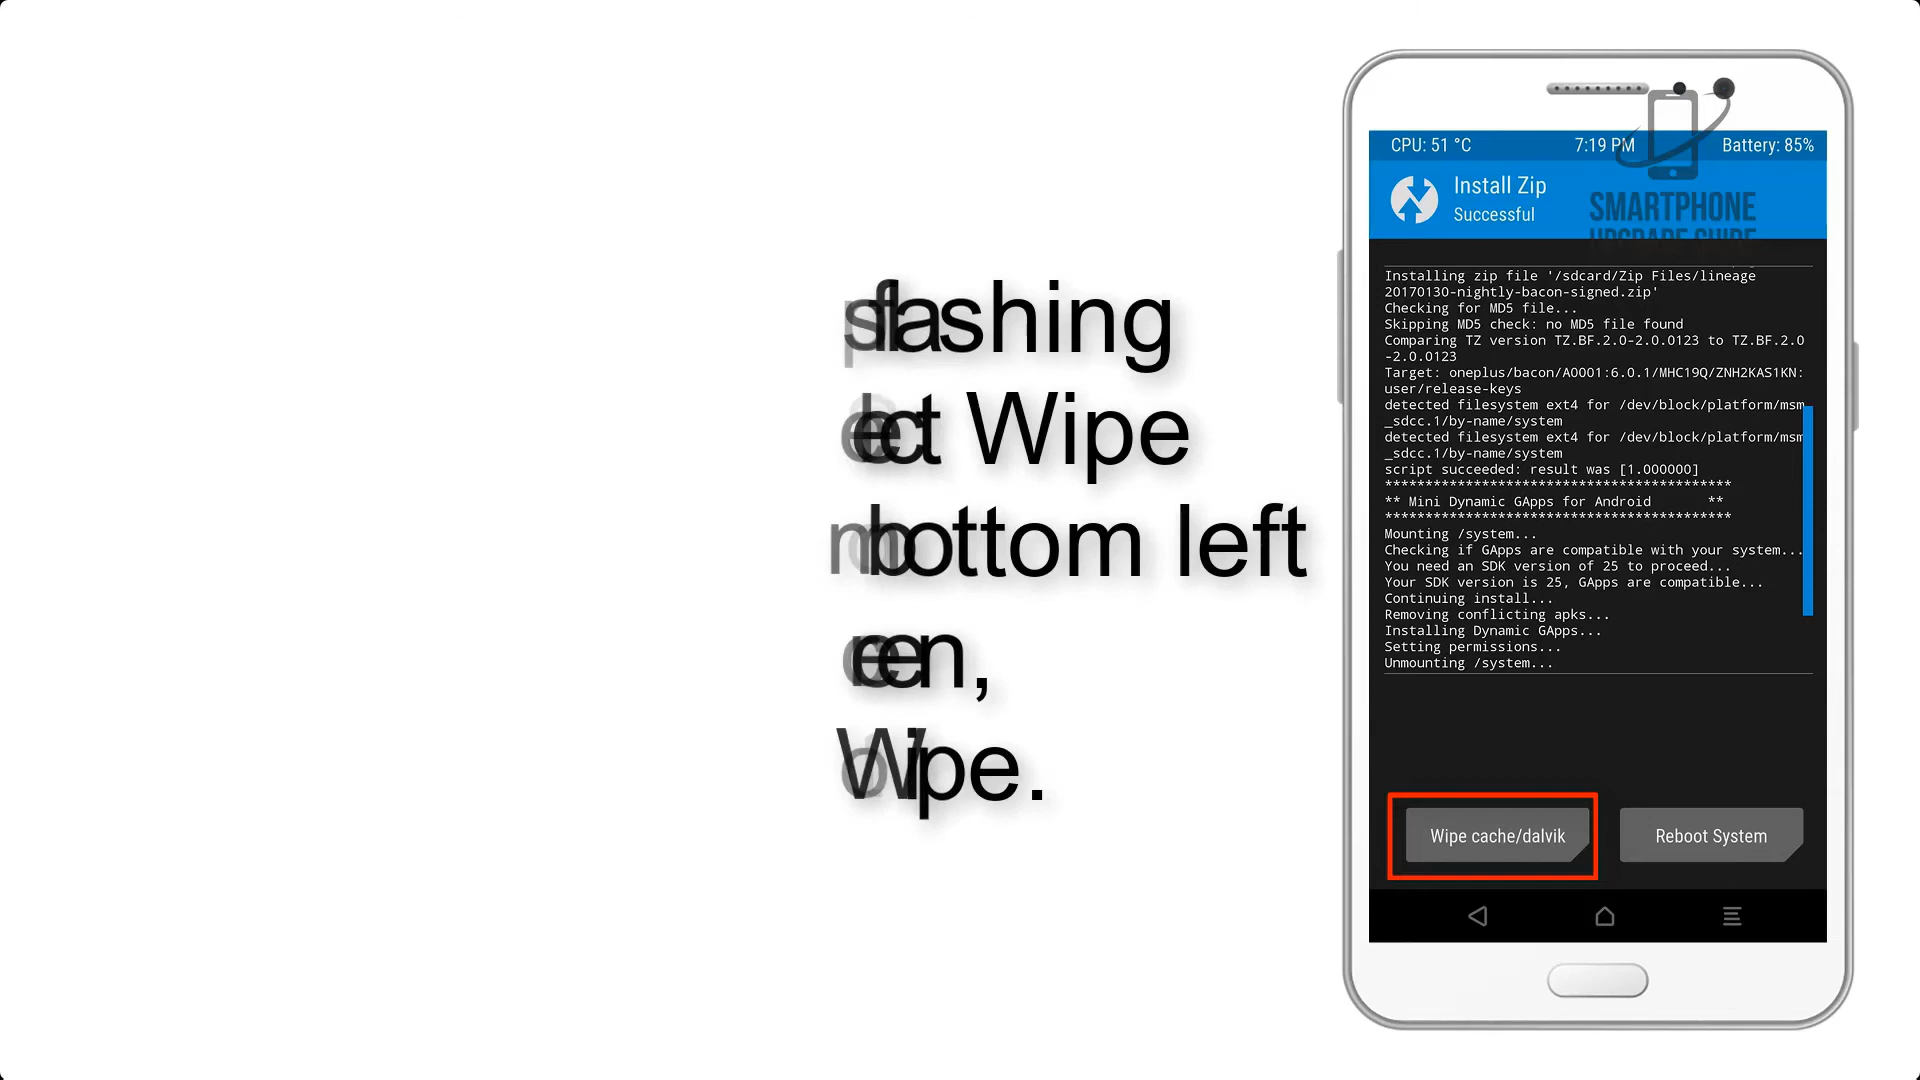 flashing
Wipe
bottom left
Wipe.
CPU: 51 °C 7:19 PM Battery: 85%
Install Zip
Successful
SMARTPHONE
UPGRADE GUIDE
Installing zip file '/sdcard/Zip Files/lineage
20170130-nightly-bacon-signed.zip'
Checking for MD5 file...
Skipping MD5 check: no MD5 file found
Comparing TZ version TZ.BF.2.0-2.0.0123 to TZ.BF.2.0
-2.0.0123
Target: oneplus/bacon/A0001:6.0.1/MHC19Q/ZNH2KAS1KN:
user/release-keys
detected filesystem ext4 for /dev/block/platform/msm
_sdcc.1/by-name/system
detected filesystem ext4 for /dev/block/platform/msm
_sdcc.1/by-name/system
script succeeded: result was [1.000000]
*******************************************
** Mini Dynamic GApps for Android **
*******************************************
Mounting /system...
Checking if GApps are compatible with your system...
You need an SDK version of 25 to proceed...
Your SDK version is 25, GApps are compatible...
Continuing install...
Removing conflicting apks...
Installing Dynamic GApps...
Setting permissions...
Unmounting /system...
Wipe cache/dalvik
Reboot System